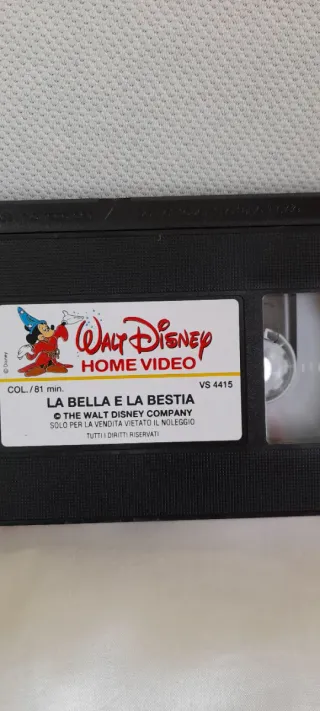 © Disney
WALT DISNEY
HOME VIDEO
COL./81 min. VS 4415
LA BELLA E LA BESTIA
© THE WALT DISNEY COMPANY
SOLO PER LA VENDITA VIETATO IL NOLEGGIO
TUTTI I DIRITTI RISERVATI